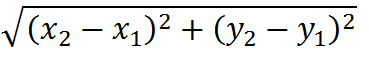 √((x₂ − x₁)² + (y₂ − y₁)²)